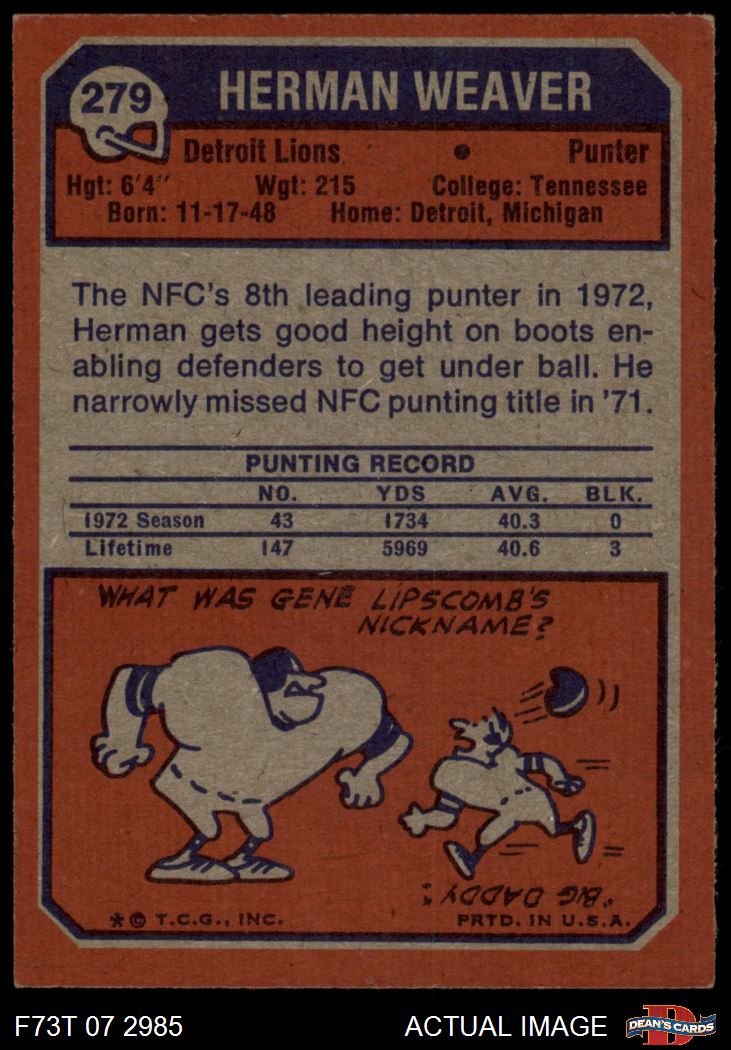 279
HERMAN WEAVER
Detroit Lions • Punter
Hgt: 6'4" Wgt: 215 College: Tennessee
Born: 11-17-48 Home: Detroit, Michigan
The NFC's 8th leading punter in 1972,
Herman gets good height on boots en-
abling defenders to get under ball. He
narrowly missed NFC punting title in '71.
PUNTING RECORD
NO. YDS AVG. BLK.
1972 Season 43 1734 40.3 0
Lifetime 147 5969 40.6 3
WHAT WAS GENE LIPSCOMB'S
NICKNAME?
"BIG DADDY"
* © T.C.G., INC. PRTD. IN U.S.A.
F73T 07 2985 ACTUAL IMAGE
D
DEAN'S CARDS